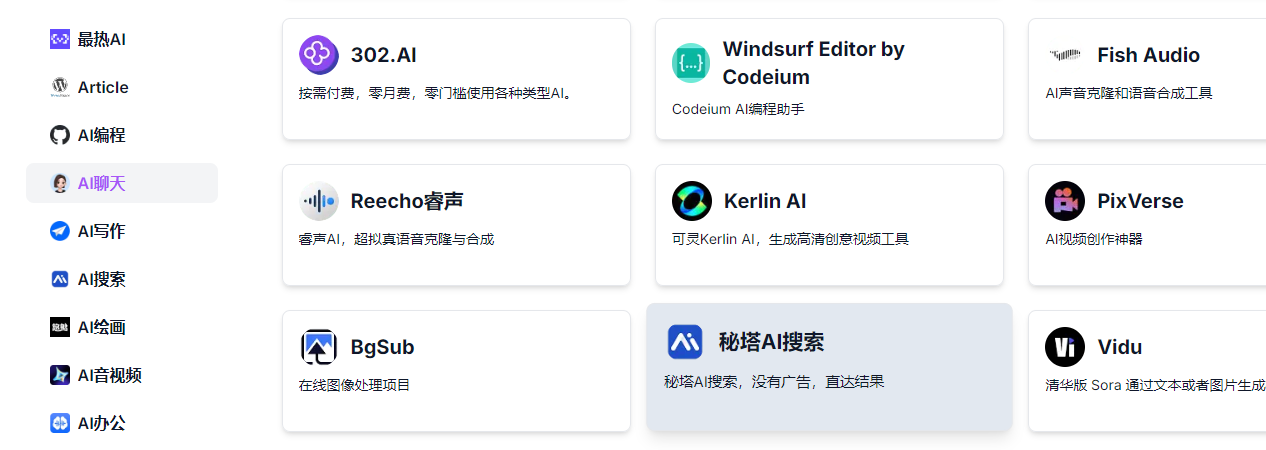 最热AI
Article
AI编程
AI聊天
AI写作
AI搜索
AI绘画
AI音视频
AI办公
302.AI
按需付费，零月费，零门槛使用各种类型AI。
Windsurf Editor by
Codeium
Codeium AI编程助手
Fish Audio
AI声音克隆和语音合成工具
Reecho睿声
睿声AI，超拟真语音克隆与合成
Kerlin AI
可灵Kerlin AI，生成高清创意视频工具
PixVerse
AI视频创作神器
BgSub
在线图像处理项目
秘塔AI搜索
秘塔AI搜索，没有广告，直达结果
Vidu
清华版 Sora 通过文本或者图片生成